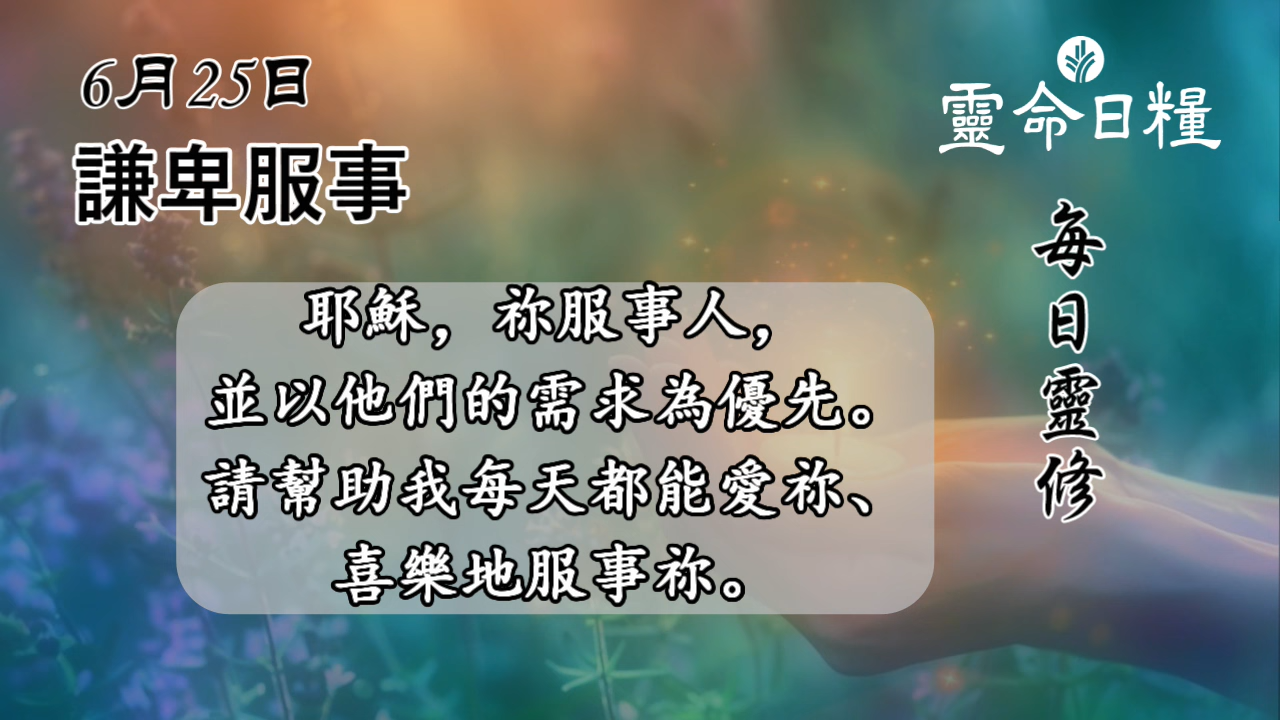 6月25日
謙卑服事
靈命日糧
每日靈修
耶穌，祢服事人，
並以他們的需求為優先。
請幫助我每天都能愛祢、
喜樂地服事祢。